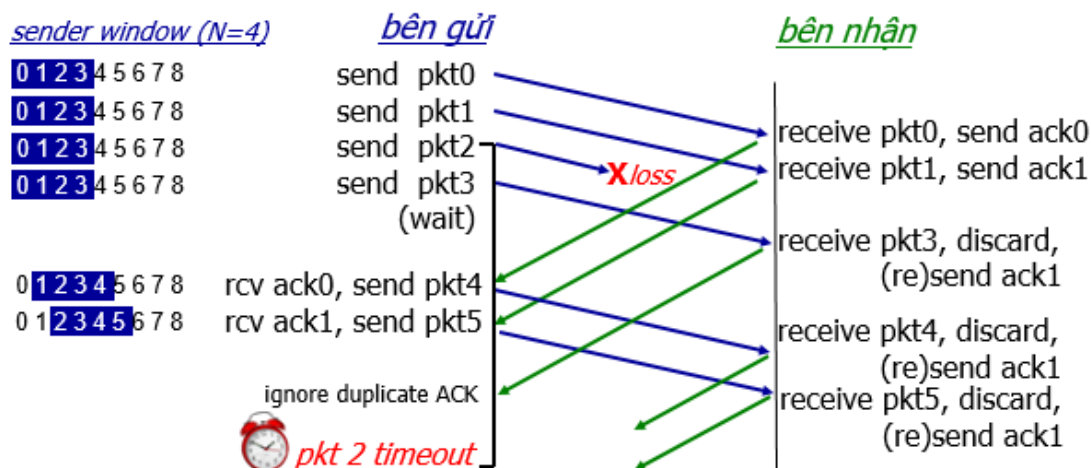 sender window (N=4) bên gửi bên nhận
0 1 2 3 4 5 6 7 8 send pkt0
0 1 2 3 4 5 6 7 8 send pkt1
receive pkt0, send ack0
0 1 2 3 4 5 6 7 8 send pkt2
receive pkt1, send ack1
X loss
0 1 2 3 4 5 6 7 8 send pkt3
(wait)
receive pkt3, discard,
(re)send ack1
0 1 2 3 4 5 6 7 8 rcv ack0, send pkt4
0 1 2 3 4 5 6 7 8 rcv ack1, send pkt5
receive pkt4, discard,
(re)send ack1
ignore duplicate ACK
receive pkt5, discard,
(re)send ack1
pkt 2 timeout